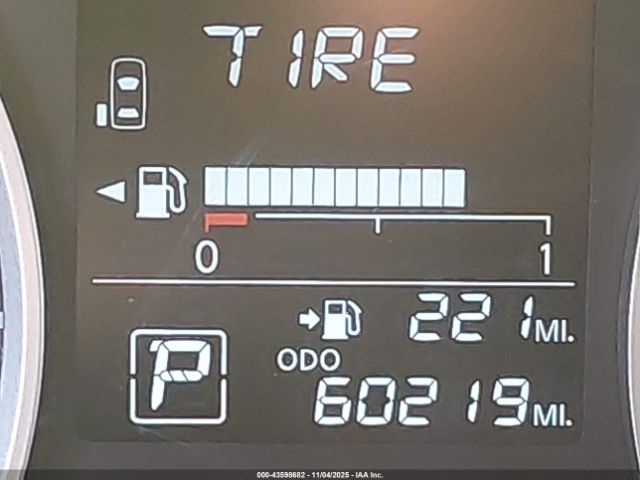 TIRE
0 1
221 MI.
P
ODO
60219 MI.
000-43598682 - 11/04/2025 - IAA Inc.